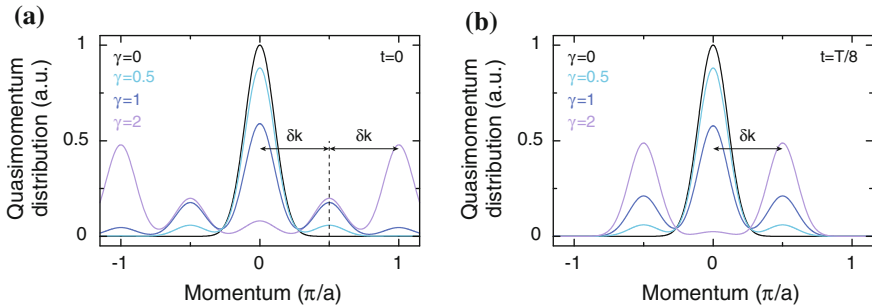 (a)
Quasimomentum
distribution (a.u.)
1
0.5
0
γ=0
γ=0.5
γ=1
γ=2
t=0
δk
δk
-1
0
1
Momentum (π/a)
(b)
Quasimomentum
distribution (a.u.)
1
0.5
0
γ=0
γ=0.5
γ=1
γ=2
t=T/8
δk
-1
0
1
Momentum (π/a)